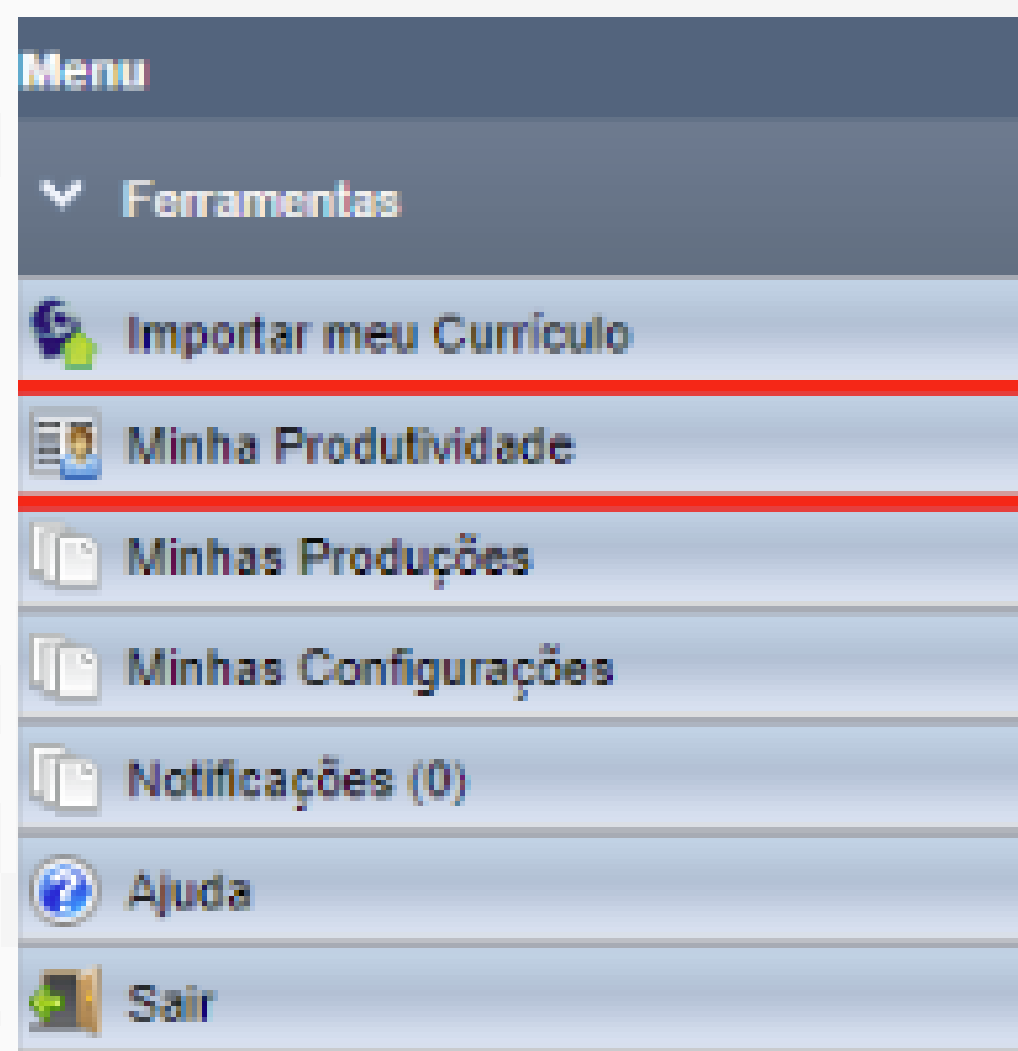 Menu
Ferramentas
Importar meu Currículo
Minha Produtividade
Minhas Produções
Minhas Configurações
Notificações (0)
Ajuda
Sair